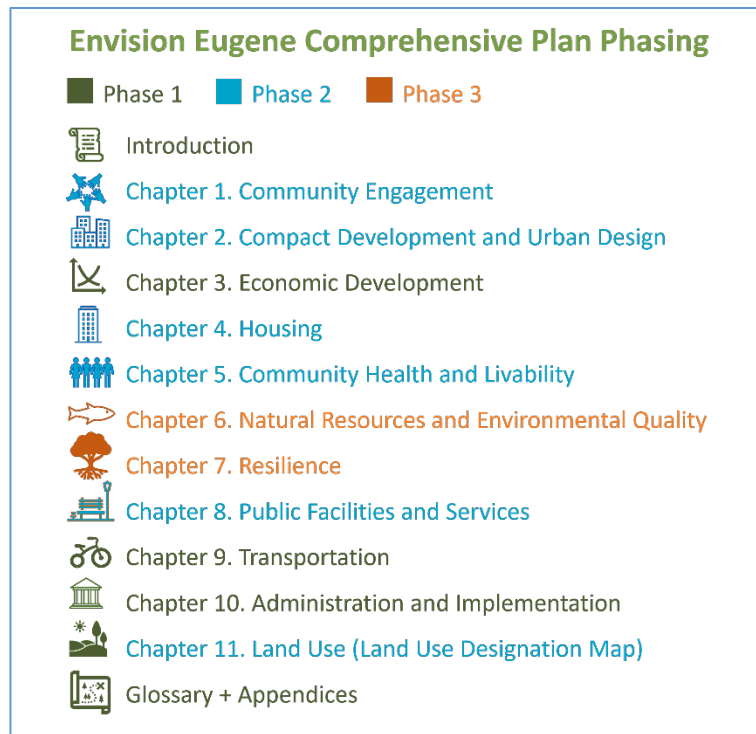 Envision Eugene Comprehensive Plan Phasing
Phase 1 Phase 2 Phase 3
Introduction
Chapter 1. Community Engagement
Chapter 2. Compact Development and Urban Design
Chapter 3. Economic Development
Chapter 4. Housing
Chapter 5. Community Health and Livability
Chapter 6. Natural Resources and Environmental Quality
Chapter 7. Resilience
Chapter 8. Public Facilities and Services
Chapter 9. Transportation
Chapter 10. Administration and Implementation
Chapter 11. Land Use (Land Use Designation Map)
Glossary + Appendices